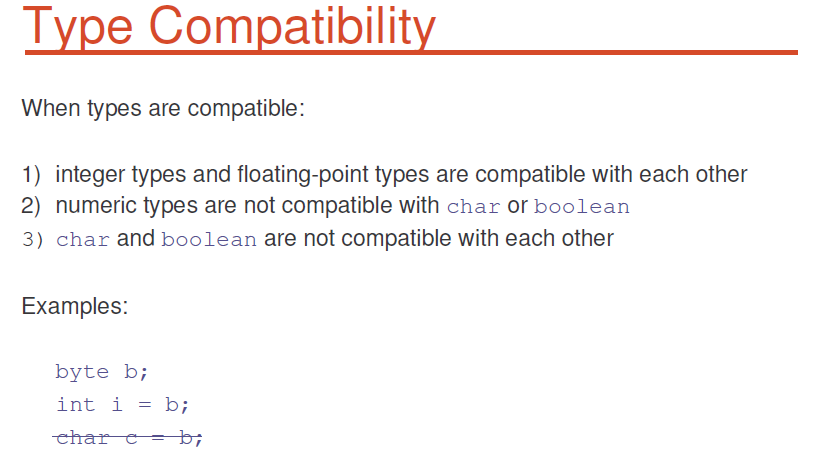 Type Compatibility
When types are compatible:
1) integer types and floating-point types are compatible with each other
2) numeric types are not compatible with char or boolean
3) char and boolean are not compatible with each other
Examples:
byte b;
int i = b;
char c = b;